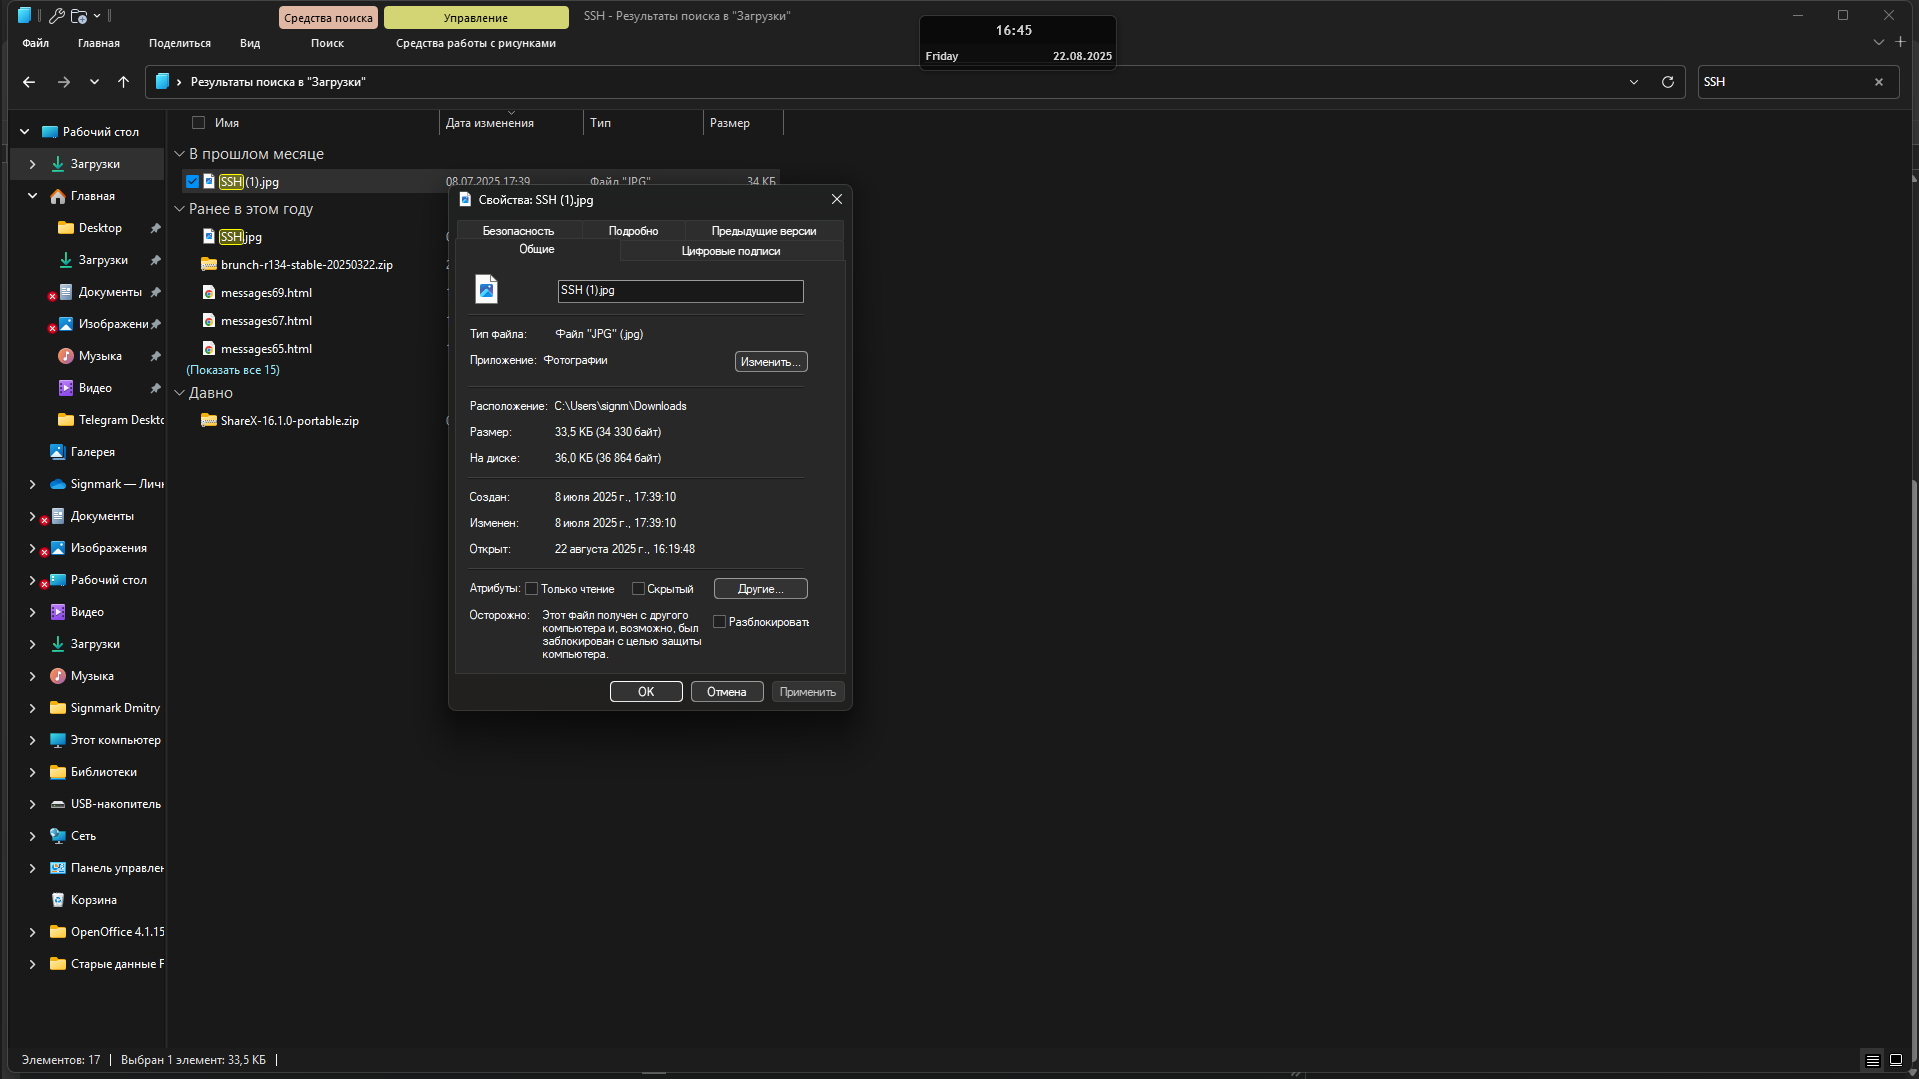 Средства поиска
Управление
SSH - Результаты поиска в "Загрузки"
16:45
Friday 22.08.2025
Файл Главная Поделиться Вид Поиск Средства работы с рисунками
Результаты поиска в "Загрузки"
SSH
Рабочий стол
Загрузки
Главная
Desktop
Загрузки
Документы
Изображени
Музыка
Видео
Telegram Deskto
Галерея
Signmark — Личн
Документы
Изображения
Рабочий стол
Видео
Загрузки
Музыка
Signmark Dmitry
Этот компьютер
Библиотеки
USB-накопитель
Сеть
Панель управлен
Корзина
OpenOffice 4.1.15
Старые данные F
Имя Дата изменения Тип Размер
В прошлом месяце
SSH (1).jpg 08.07.2025 17:39 Файл "JPG" 34 КБ
Ранее в этом году
SSH.jpg
brunch-r134-stable-20250322.zip
messages69.html
messages67.html
messages65.html
(Показать все 15)
Давно
ShareX-16.1.0-portable.zip
Свойства: SSH (1).jpg
Безопасность Подробно Предыдущие версии
Общие Цифровые подписи
SSH (1).jpg
Тип файла: Файл "JPG" (.jpg)
Приложение: Фотографии Изменить...
Расположение: C:\Users\signm\Downloads
Размер: 33,5 КБ (34 330 байт)
На диске: 36,0 КБ (36 864 байт)
Создан: 8 июля 2025 г., 17:39:10
Изменен: 8 июля 2025 г., 17:39:10
Открыт: 22 августа 2025 г., 16:19:48
Атрибуты: Только чтение Скрытый Другие...
Осторожно: Этот файл получен с другого
компьютера и, возможно, был
заблокирован с целью защиты
компьютера.
Разблокировать
OK Отмена Применить
Элементов: 17 Выбран 1 элемент: 33,5 КБ